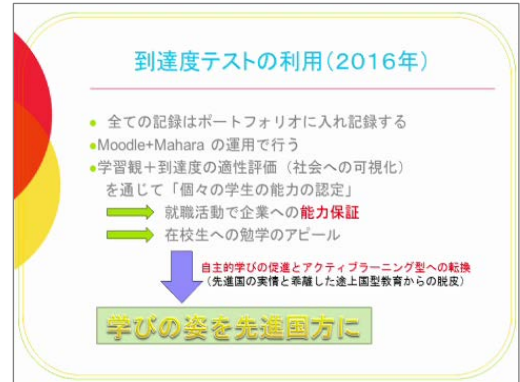 到達度テストの利用(2016年)
● 全ての記録はポートフォリオに入れ記録する
●Moodle+Mahara の運用で行う
●学習観+到達度の適性評価(社会への可視化)
を通じて「個々の学生の能力の認定」
就職活動で企業への能力保証
在校生への勉学のアピール
自主的学びの促進とアクティブラーニング型への転換
(先進国の実情と乖離した途上国型教育からの脱皮)
学びの姿を先進国方に